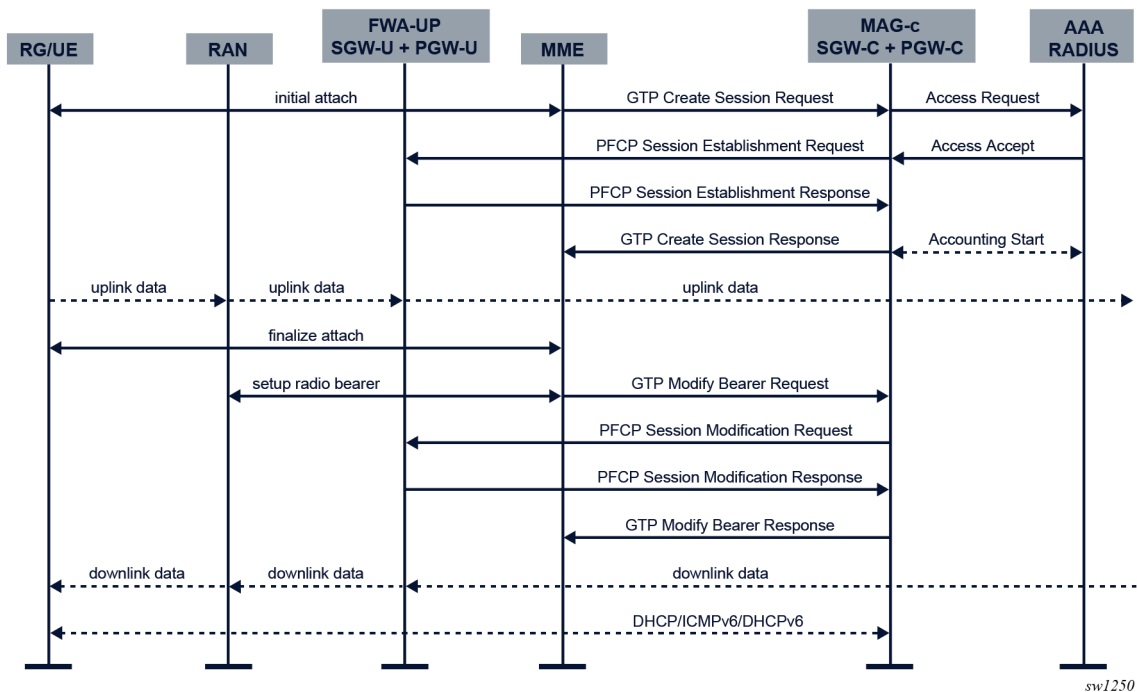 FWA-UP
MAG-c
AAA
RG/UE
RAN
SGW-U + PGW-U
MME
SGW-C + PGW-C
RADIUS
initial attach
GTP Create Session Request
Access Request
PFCP Session Establishment Request
Access Accept
PFCP Session Establishment Response
GTP Create Session Response
Accounting Start
uplink data
uplink data
uplink data
finalize attach
setup radio bearer
GTP Modify Bearer Request
PFCP Session Modification Request
PFCP Session Modification Response
GTP Modify Bearer Response
downlink data
downlink data
downlink data
DHCP/ICMPv6/DHCPv6
sw1250